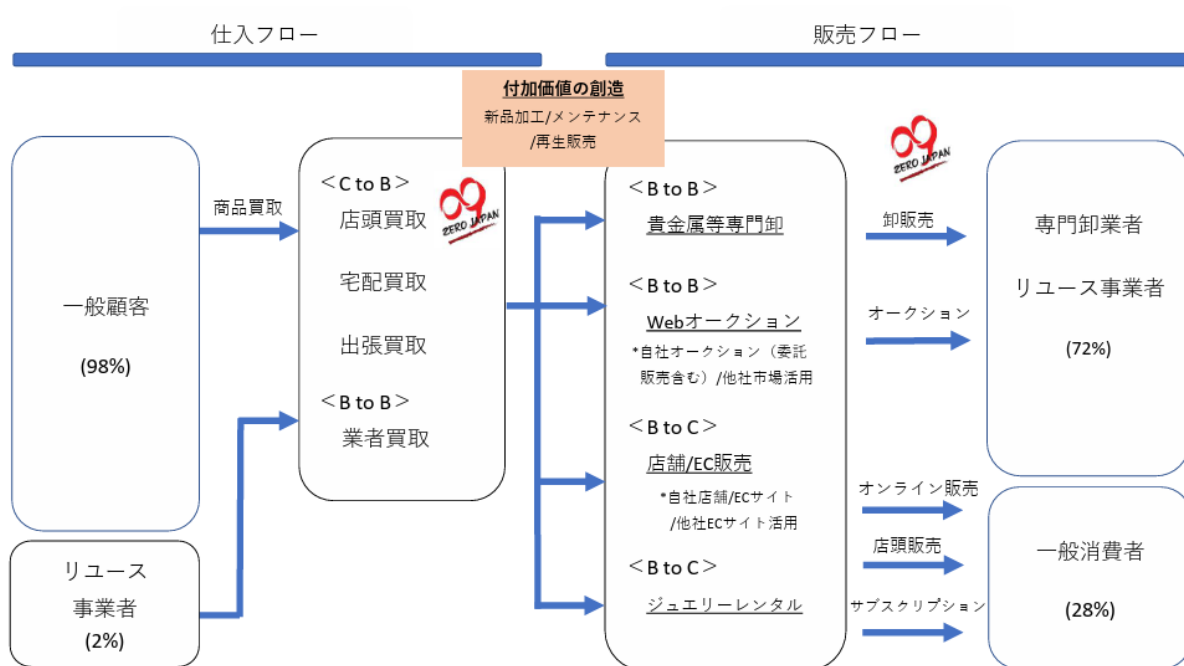 仕入フロー
販売フロー
付加価値の創造
新品加工/メンテナンス
/再生販売
一般顧客
(98%)
リユース
事業者
(2%)
商品買取
＜C to B＞
店頭買取
ZERO JAPAN
宅配買取
出張買取
＜B to B＞
業者買取
＜B to B＞
貴金属等専門卸
＜B to B＞
Webオークション
*自社オークション（委託
販売含む）/他社市場活用
＜B to C＞
店舗/EC販売
*自社店舗/ECサイト
/他社ECサイト活用
＜B to C＞
ジュエリーレンタル
ZERO JAPAN
卸販売
オークション
オンライン販売
店頭販売
サブスクリプション
専門卸業者
リユース事業者
(72%)
一般消費者
(28%)